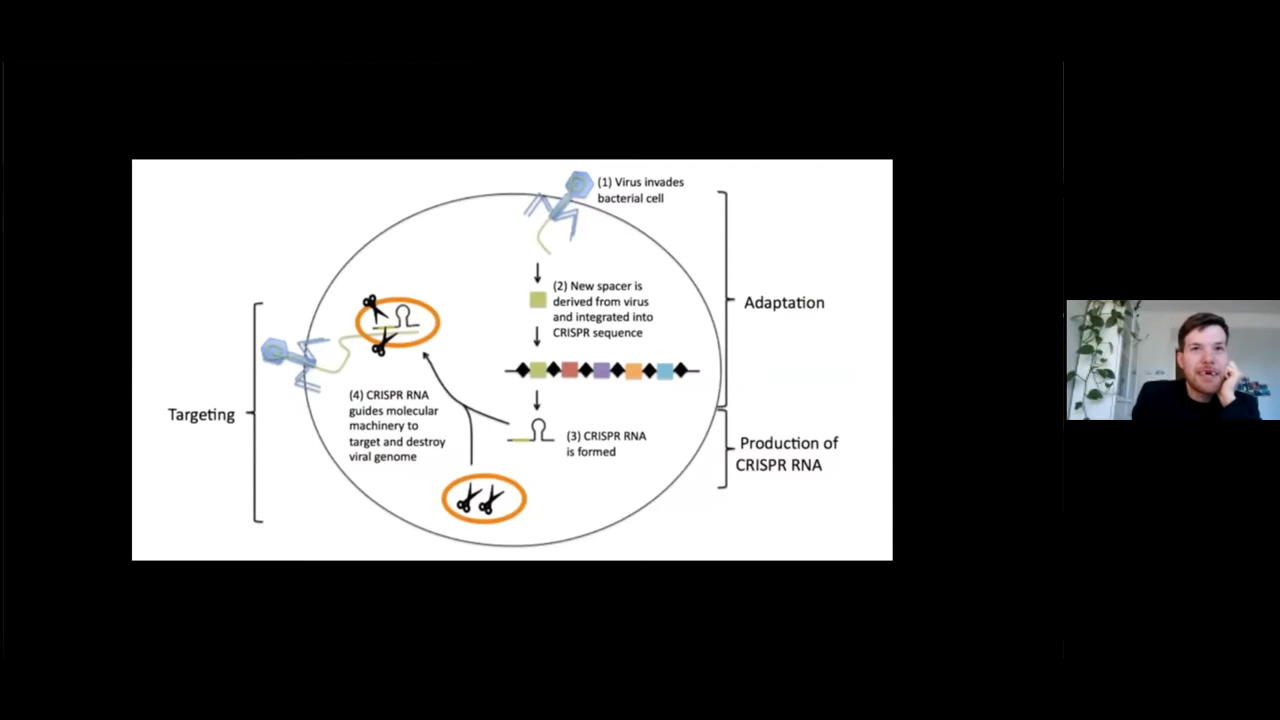 (1) Virus invades
bacterial cell
(2) New spacer is
derived from virus
and integrated into
CRISPR sequence
Adaptation
(3) CRISPR RNA
is formed
Production of
CRISPR RNA
(4) CRISPR RNA
guides molecular
machinery to
target and destroy
viral genome
Targeting